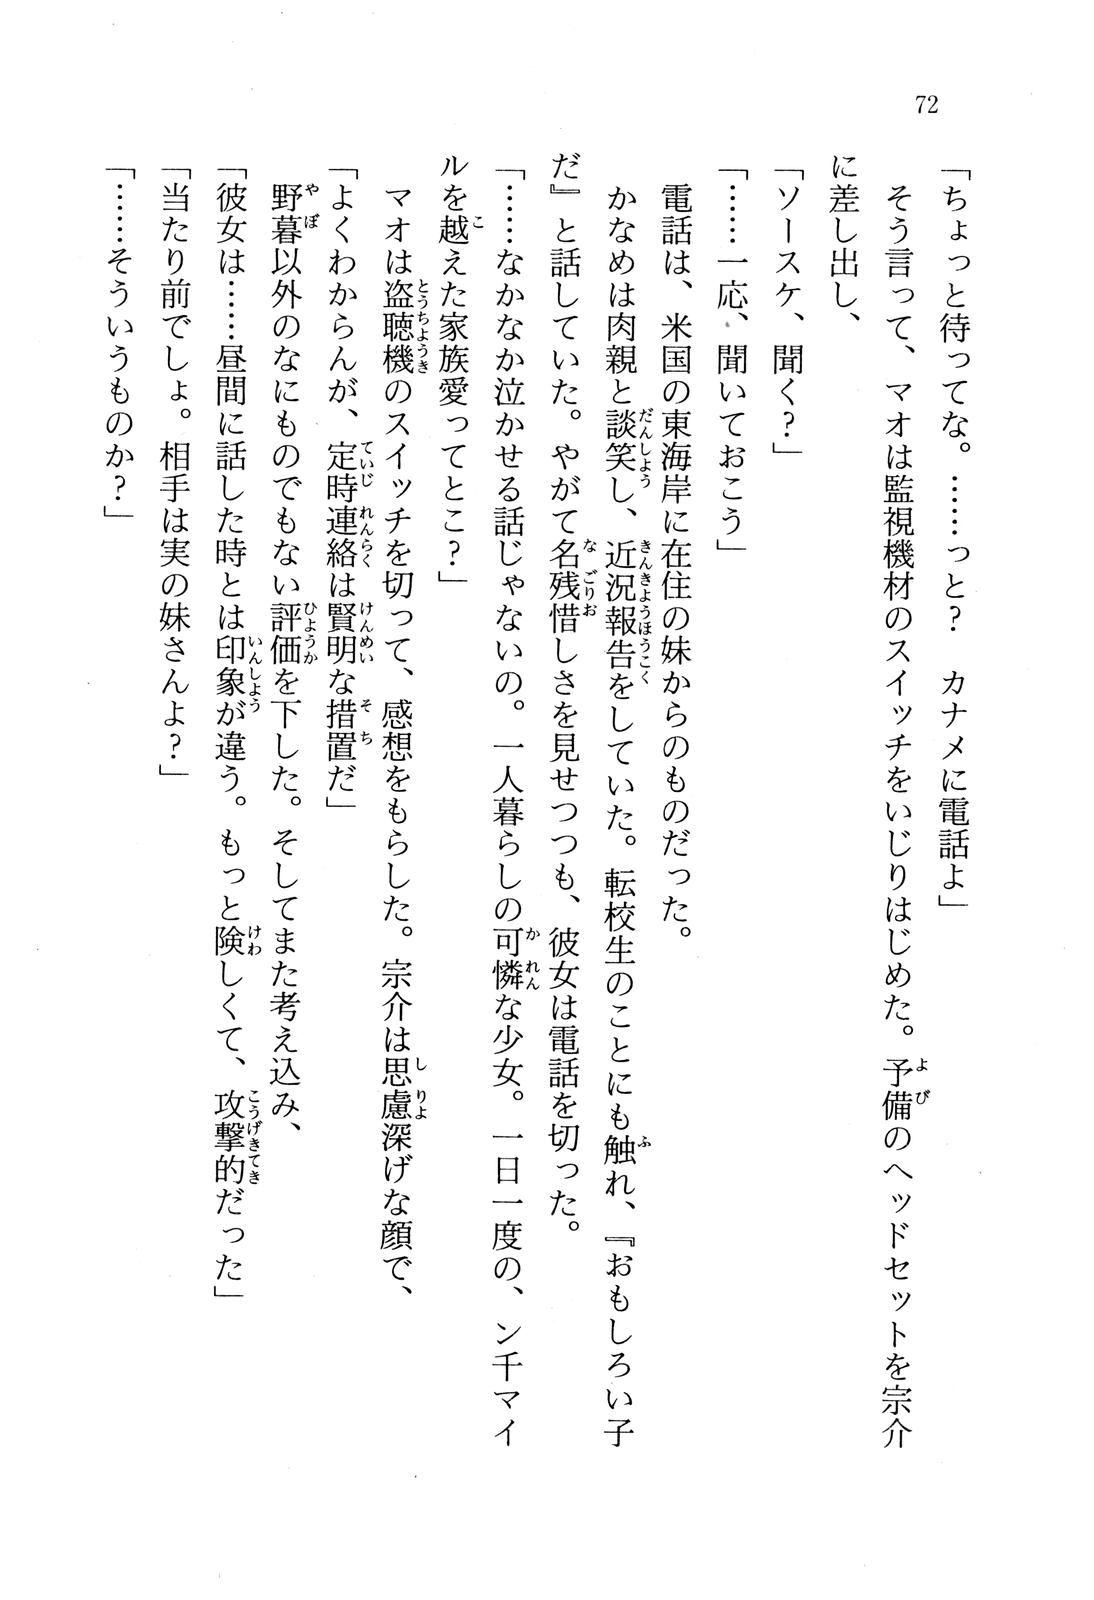 72
「ちょっと待ってな。……っと？　カナメに電話よ」
　そう言って、マオは監視機材のスイッチをいじりはじめた。予備のヘッドセットを宗介
に差し出し、
「ソースケ、聞く？」
「……一応、聞いておこう」
　電話は、米国の東海岸に在住の妹からのものだった。
　かなめは肉親と談笑し、近況報告をしていた。転校生のことにも触れ、『おもしろい子
だ』と話していた。やがて名残惜しさを見せつつも、彼女は電話を切った。
「……なかなか泣かせる話じゃないの。一人暮らしの可憐な少女。一日一度の、ン千マイ
ルを越えた家族愛ってとこ？」
　マオは盗聴機のスイッチを切って、感想をもらした。宗介は思慮深げな顔で、
「よくわからんが、定時連絡は賢明な措置だ」
　野暮以外のなにものでもない評価を下した。そしてまた考え込み、
「彼女は……昼間に話した時とは印象が違う。もっと険しくて、攻撃的だった」
「当たり前でしょ。相手は実の妹さんよ？」
「……そういうものか？」